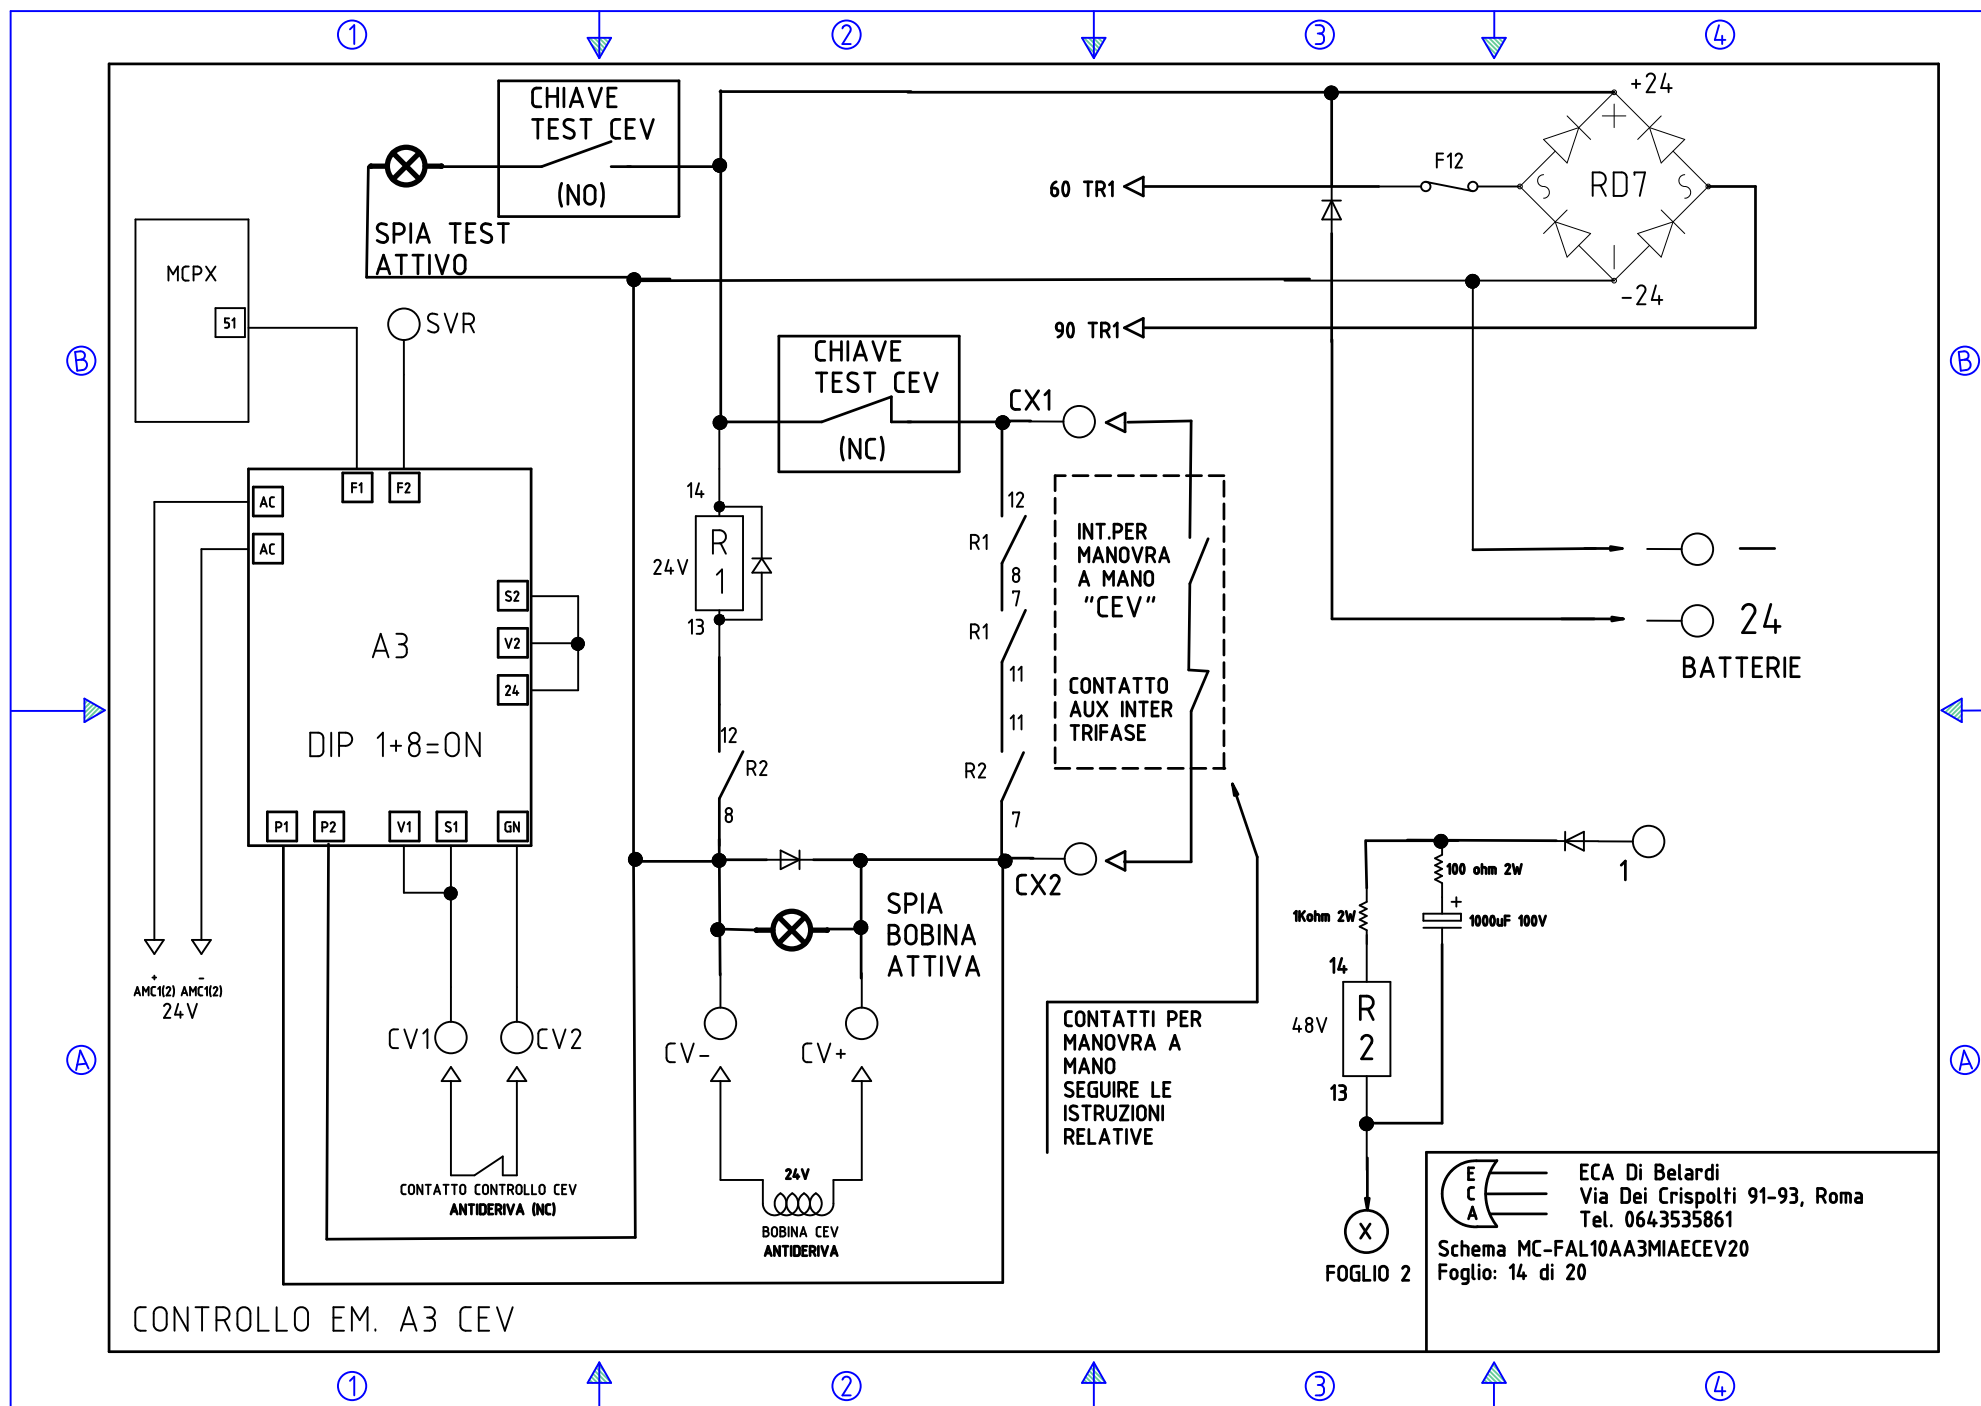 1
2
3
4
CHIAVE
TEST CEV
(NO)
+24
F12
60 TR1
RD7
SPIA TEST
ATTIVO
-24
MCPX
51
SVR
90 TR1
B
B
CHIAVE
TEST CEV
(NC)
CX1
F1
F2
AC
AC
14
R
1
24V
13
12
R1
8
7
R1
11
11
INT.PER
MANOVRA
A MANO
"CEV"
CONTATTO
AUX INTER
TRIFASE
—
24
BATTERIE
S2
V2
24
A3
DIP 1+8=ON
12
R2
8
R2
7
P1
P2
V1
S1
GN
CX2
1
100 ohm 2W
+
1000uF 100V
1Kohm 2W
SPIA
BOBINA
ATTIVA
+ -
AMC1(2) AMC1(2)
24V
14
R
2
48V
13
CV1
CV2
CV-
CV+
A
A
CONTATTI PER
MANOVRA A
MANO
SEGUIRE LE
ISTRUZIONI
RELATIVE
24V
CONTATTO CONTROLLO CEV
ANTIDERIVA (NC)
BOBINA CEV
ANTIDERIVA
X
FOGLIO 2
E
C
A
ECA Di Belardi
Via Dei Crispolti 91-93, Roma
Tel. 0643535861
Schema MC-FAL10AA3MIAECEV20
Foglio: 14 di 20
CONTROLLO EM. A3 CEV
1
2
3
4